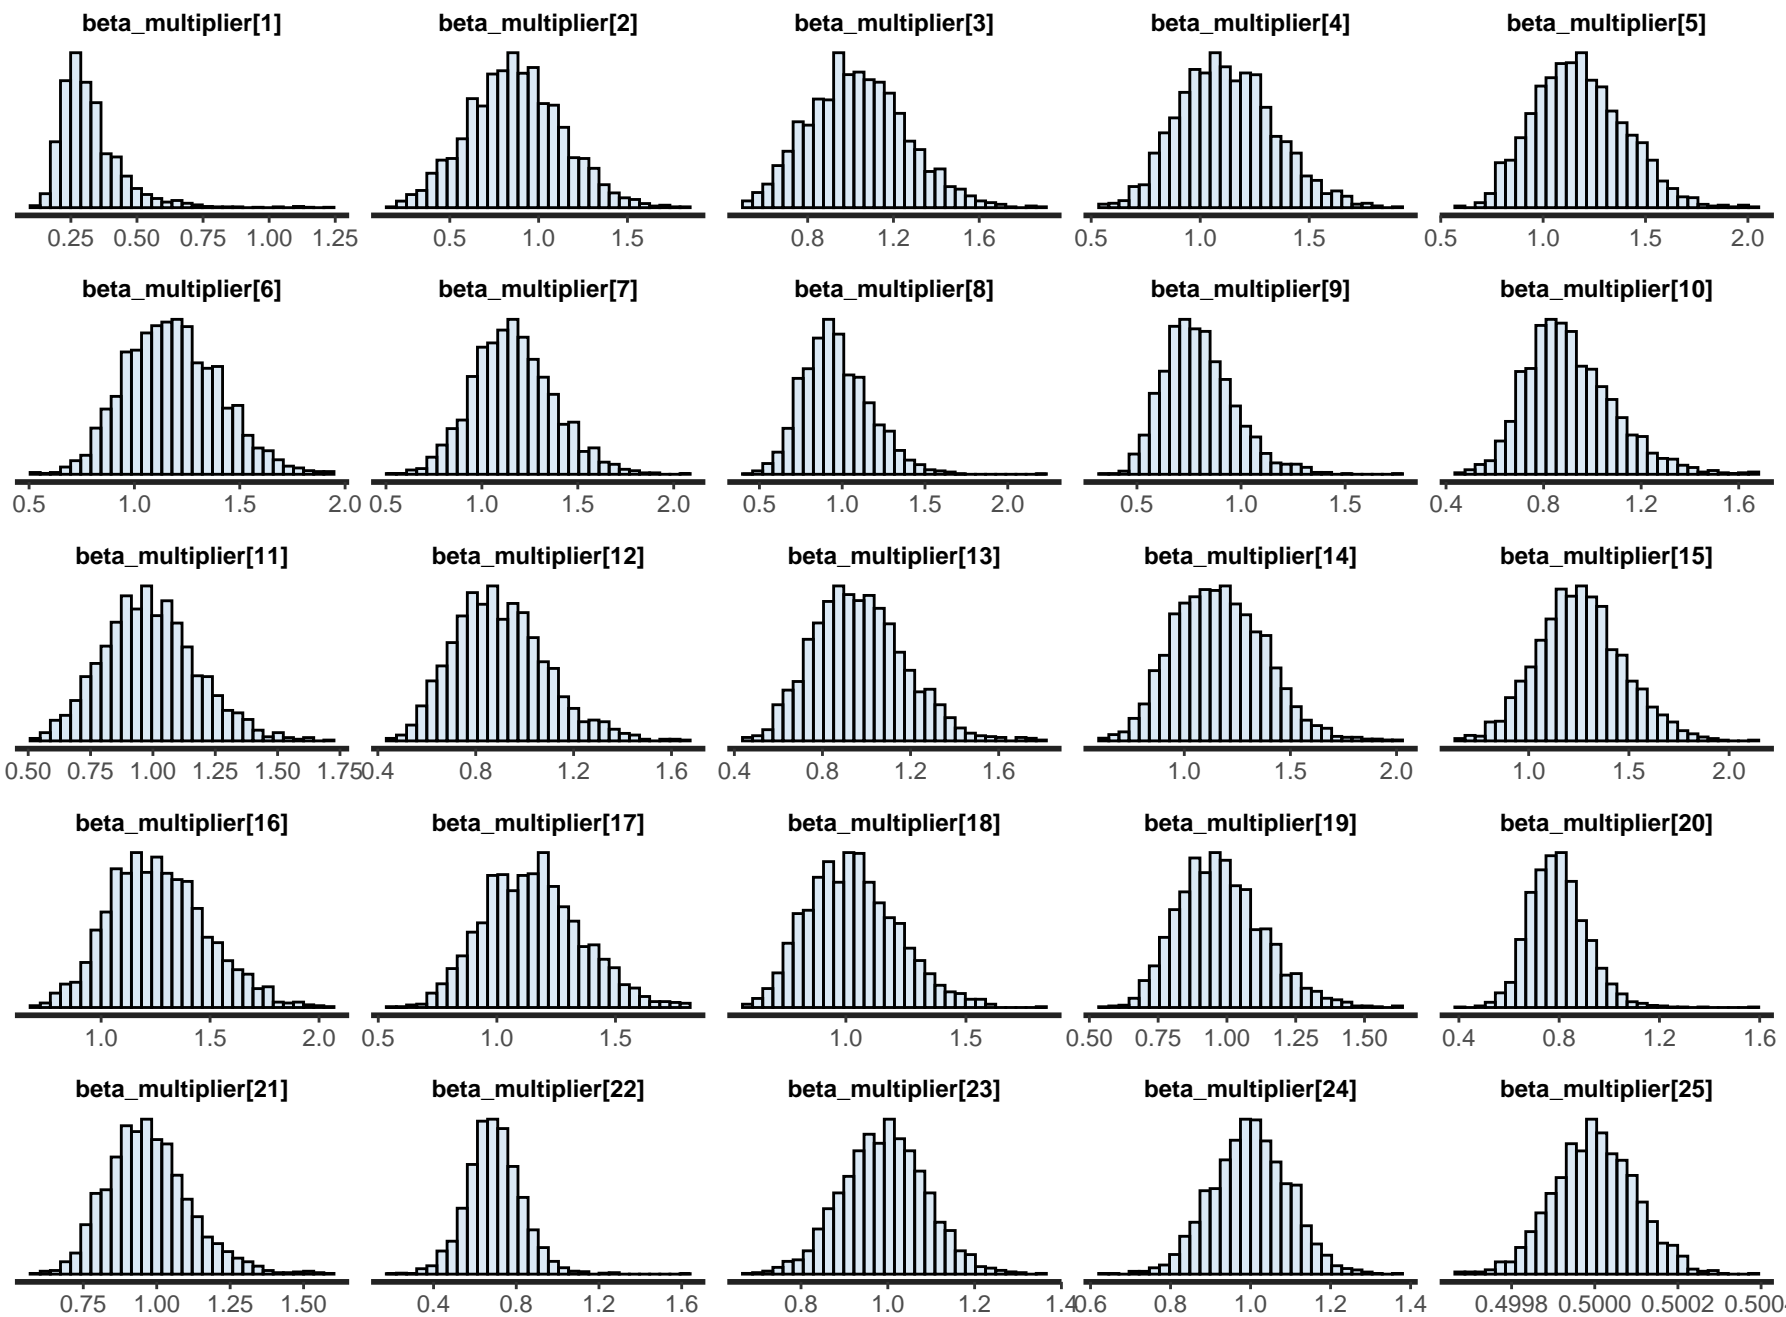 beta_multiplier[1] beta_multiplier[2] beta_multiplier[3] beta_multiplier[4] beta_multiplier[5]
0.25 0.50 0.75 1.00 1.25 0.5 1.0 1.5 0.8 1.2 1.6 0.5 1.0 1.5 0.5 1.0 1.5 2.0
beta_multiplier[6] beta_multiplier[7] beta_multiplier[8] beta_multiplier[9] beta_multiplier[10]
0.5 1.0 1.5 2.0 0.5 1.0 1.5 2.0 0.5 1.0 1.5 2.0 0.5 1.0 1.5 0.4 0.8 1.2 1.6
beta_multiplier[11] beta_multiplier[12] beta_multiplier[13] beta_multiplier[14] beta_multiplier[15]
0.50 0.75 1.00 1.25 1.50 1.75 0.4 0.8 1.2 1.6 0.4 0.8 1.2 1.6 1.0 1.5 2.0 1.0 1.5 2.0
beta_multiplier[16] beta_multiplier[17] beta_multiplier[18] beta_multiplier[19] beta_multiplier[20]
1.0 1.5 2.0 0.5 1.0 1.5 1.0 1.5 0.50 0.75 1.00 1.25 1.50 0.4 0.8 1.2 1.6
beta_multiplier[21] beta_multiplier[22] beta_multiplier[23] beta_multiplier[24] beta_multiplier[25]
0.75 1.00 1.25 1.50 0.4 0.8 1.2 1.6 0.8 1.0 1.2 1.4 0.6 0.8 1.0 1.2 1.4 0.4998 0.5000 0.5002